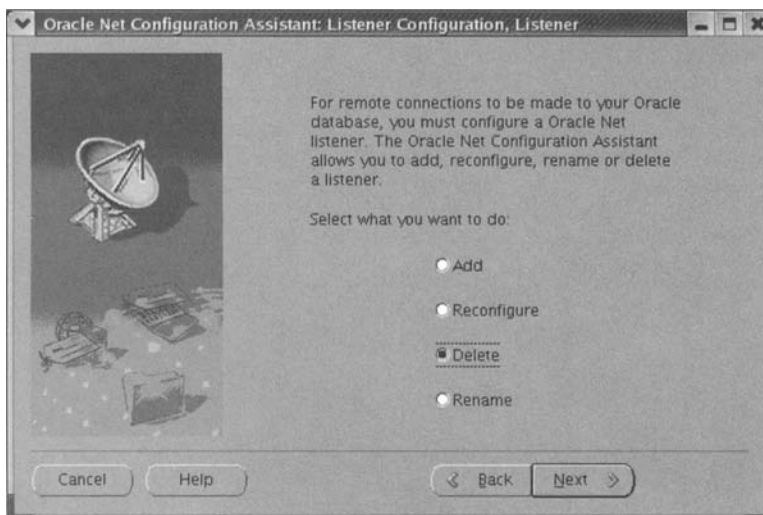 Oracle Net Configuration Assistant: Listener Configuration, Listener
For remote connections to be made to your Oracle
database, you must configure a Oracle Net
listener. The Oracle Net Configuration Assistant
allows you to add, reconfigure, rename or delete
a listener.
Select what you want to do:
Add
Reconfigure
Delete
Rename
Cancel
Help
Back
Next